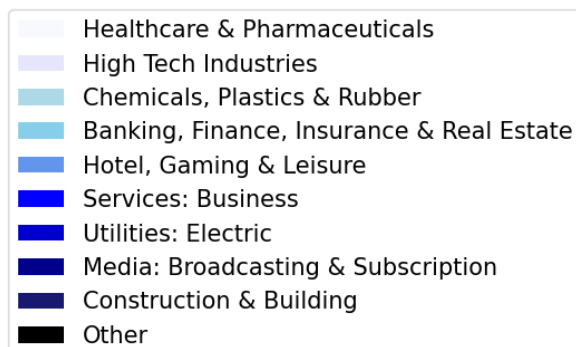 Healthcare & Pharmaceuticals
High Tech Industries
Chemicals, Plastics & Rubber
Banking, Finance, Insurance & Real Estate
Hotel, Gaming & Leisure
Services: Business
Utilities: Electric
Media: Broadcasting & Subscription
Construction & Building
Other